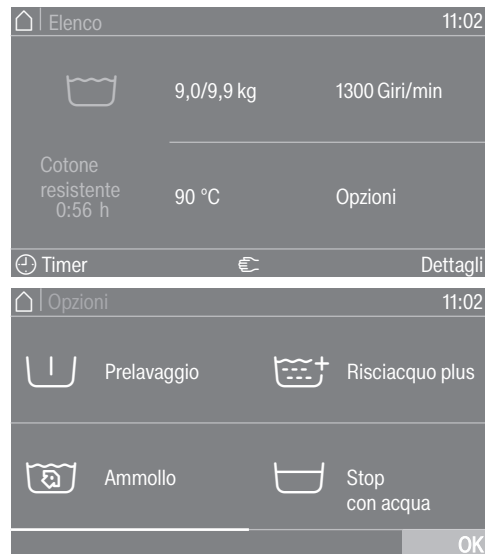 Elenco 11:02
9,0/9,9 kg 1300 Giri/min
Cotone
resistente
0:56 h
90 °C Opzioni
Timer Dettagli
Opzioni 11:02
Prelavaggio Risciacquo plus
Ammollo Stop
con acqua
OK